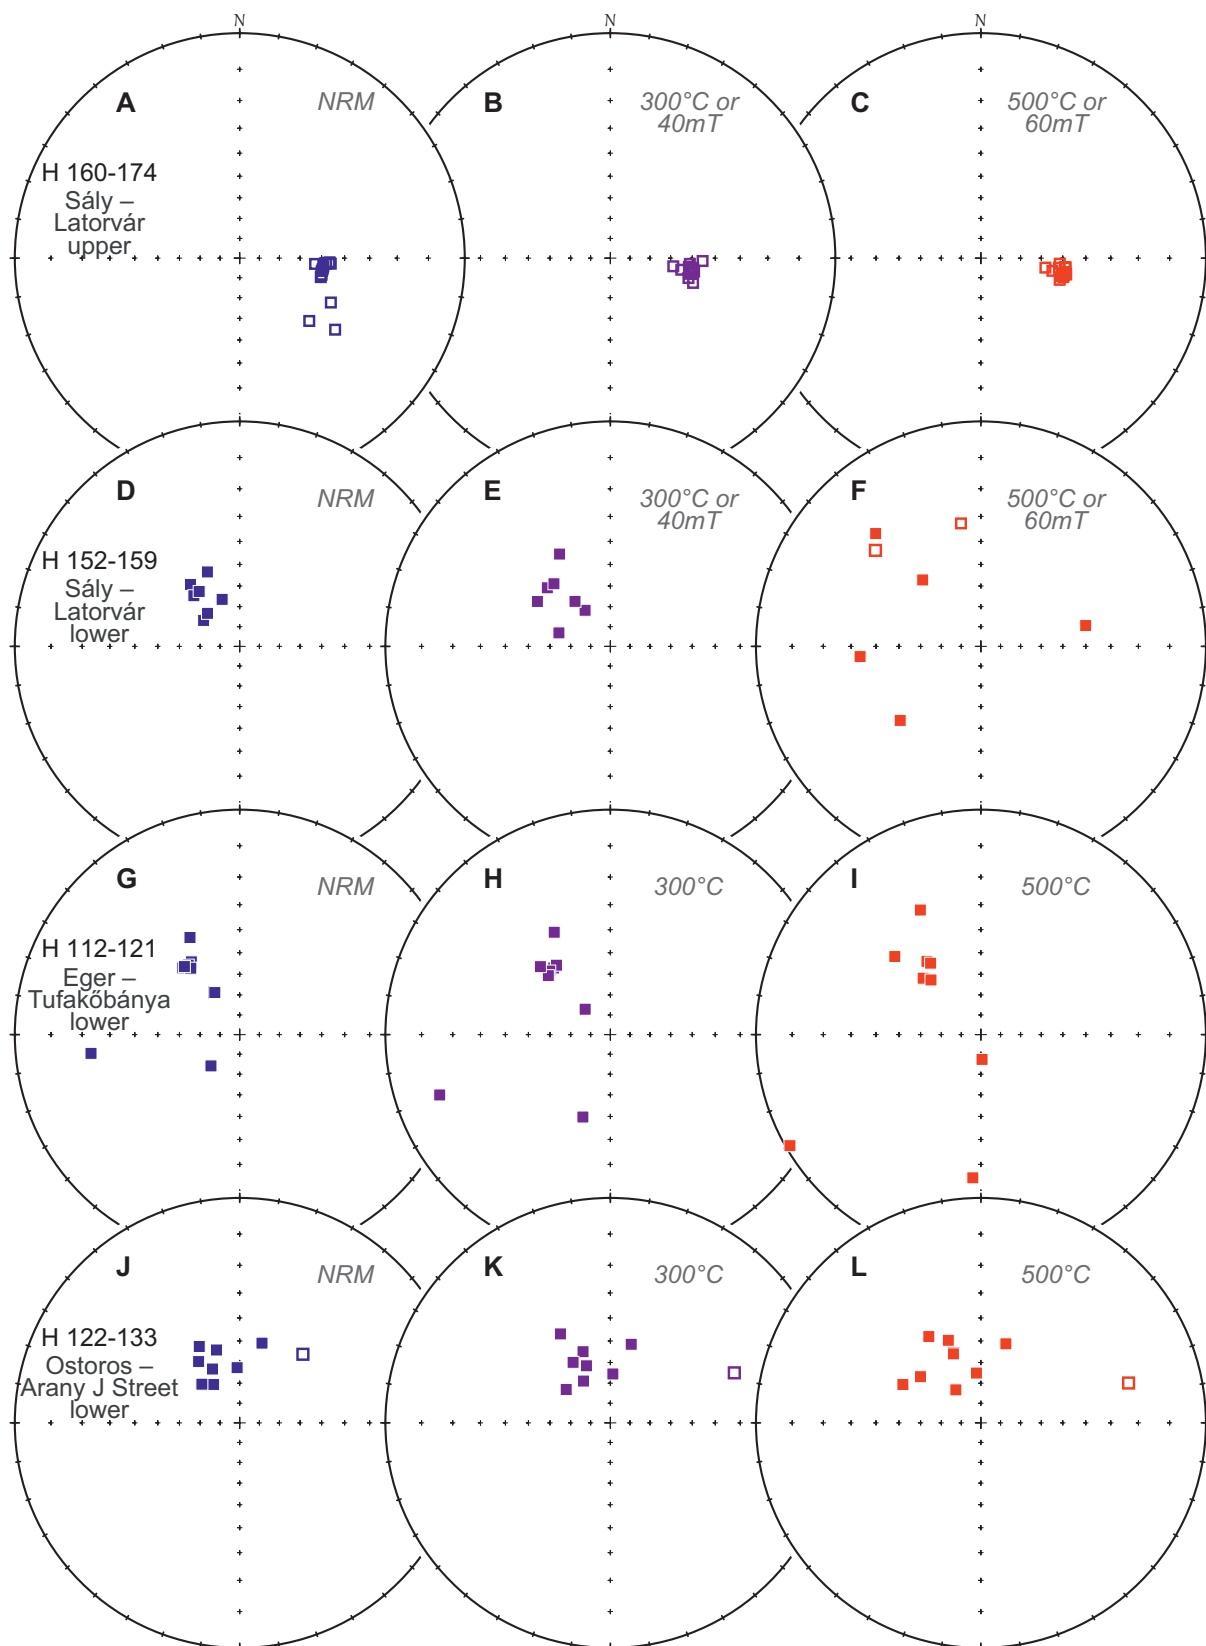 N
N
N
A
NRM
B
300°C or
40mT
C
500°C or
60mT
H 160-174
Sály –
Latorvár
upper
D
NRM
E
300°C or
40mT
F
500°C or
60mT
H 152-159
Sály –
Latorvár
lower
G
NRM
H
300°C
I
500°C
H 112-121
Eger –
Tufakőbánya
lower
J
NRM
K
300°C
L
500°C
H 122-133
Ostoros –
Arany J Street
lower